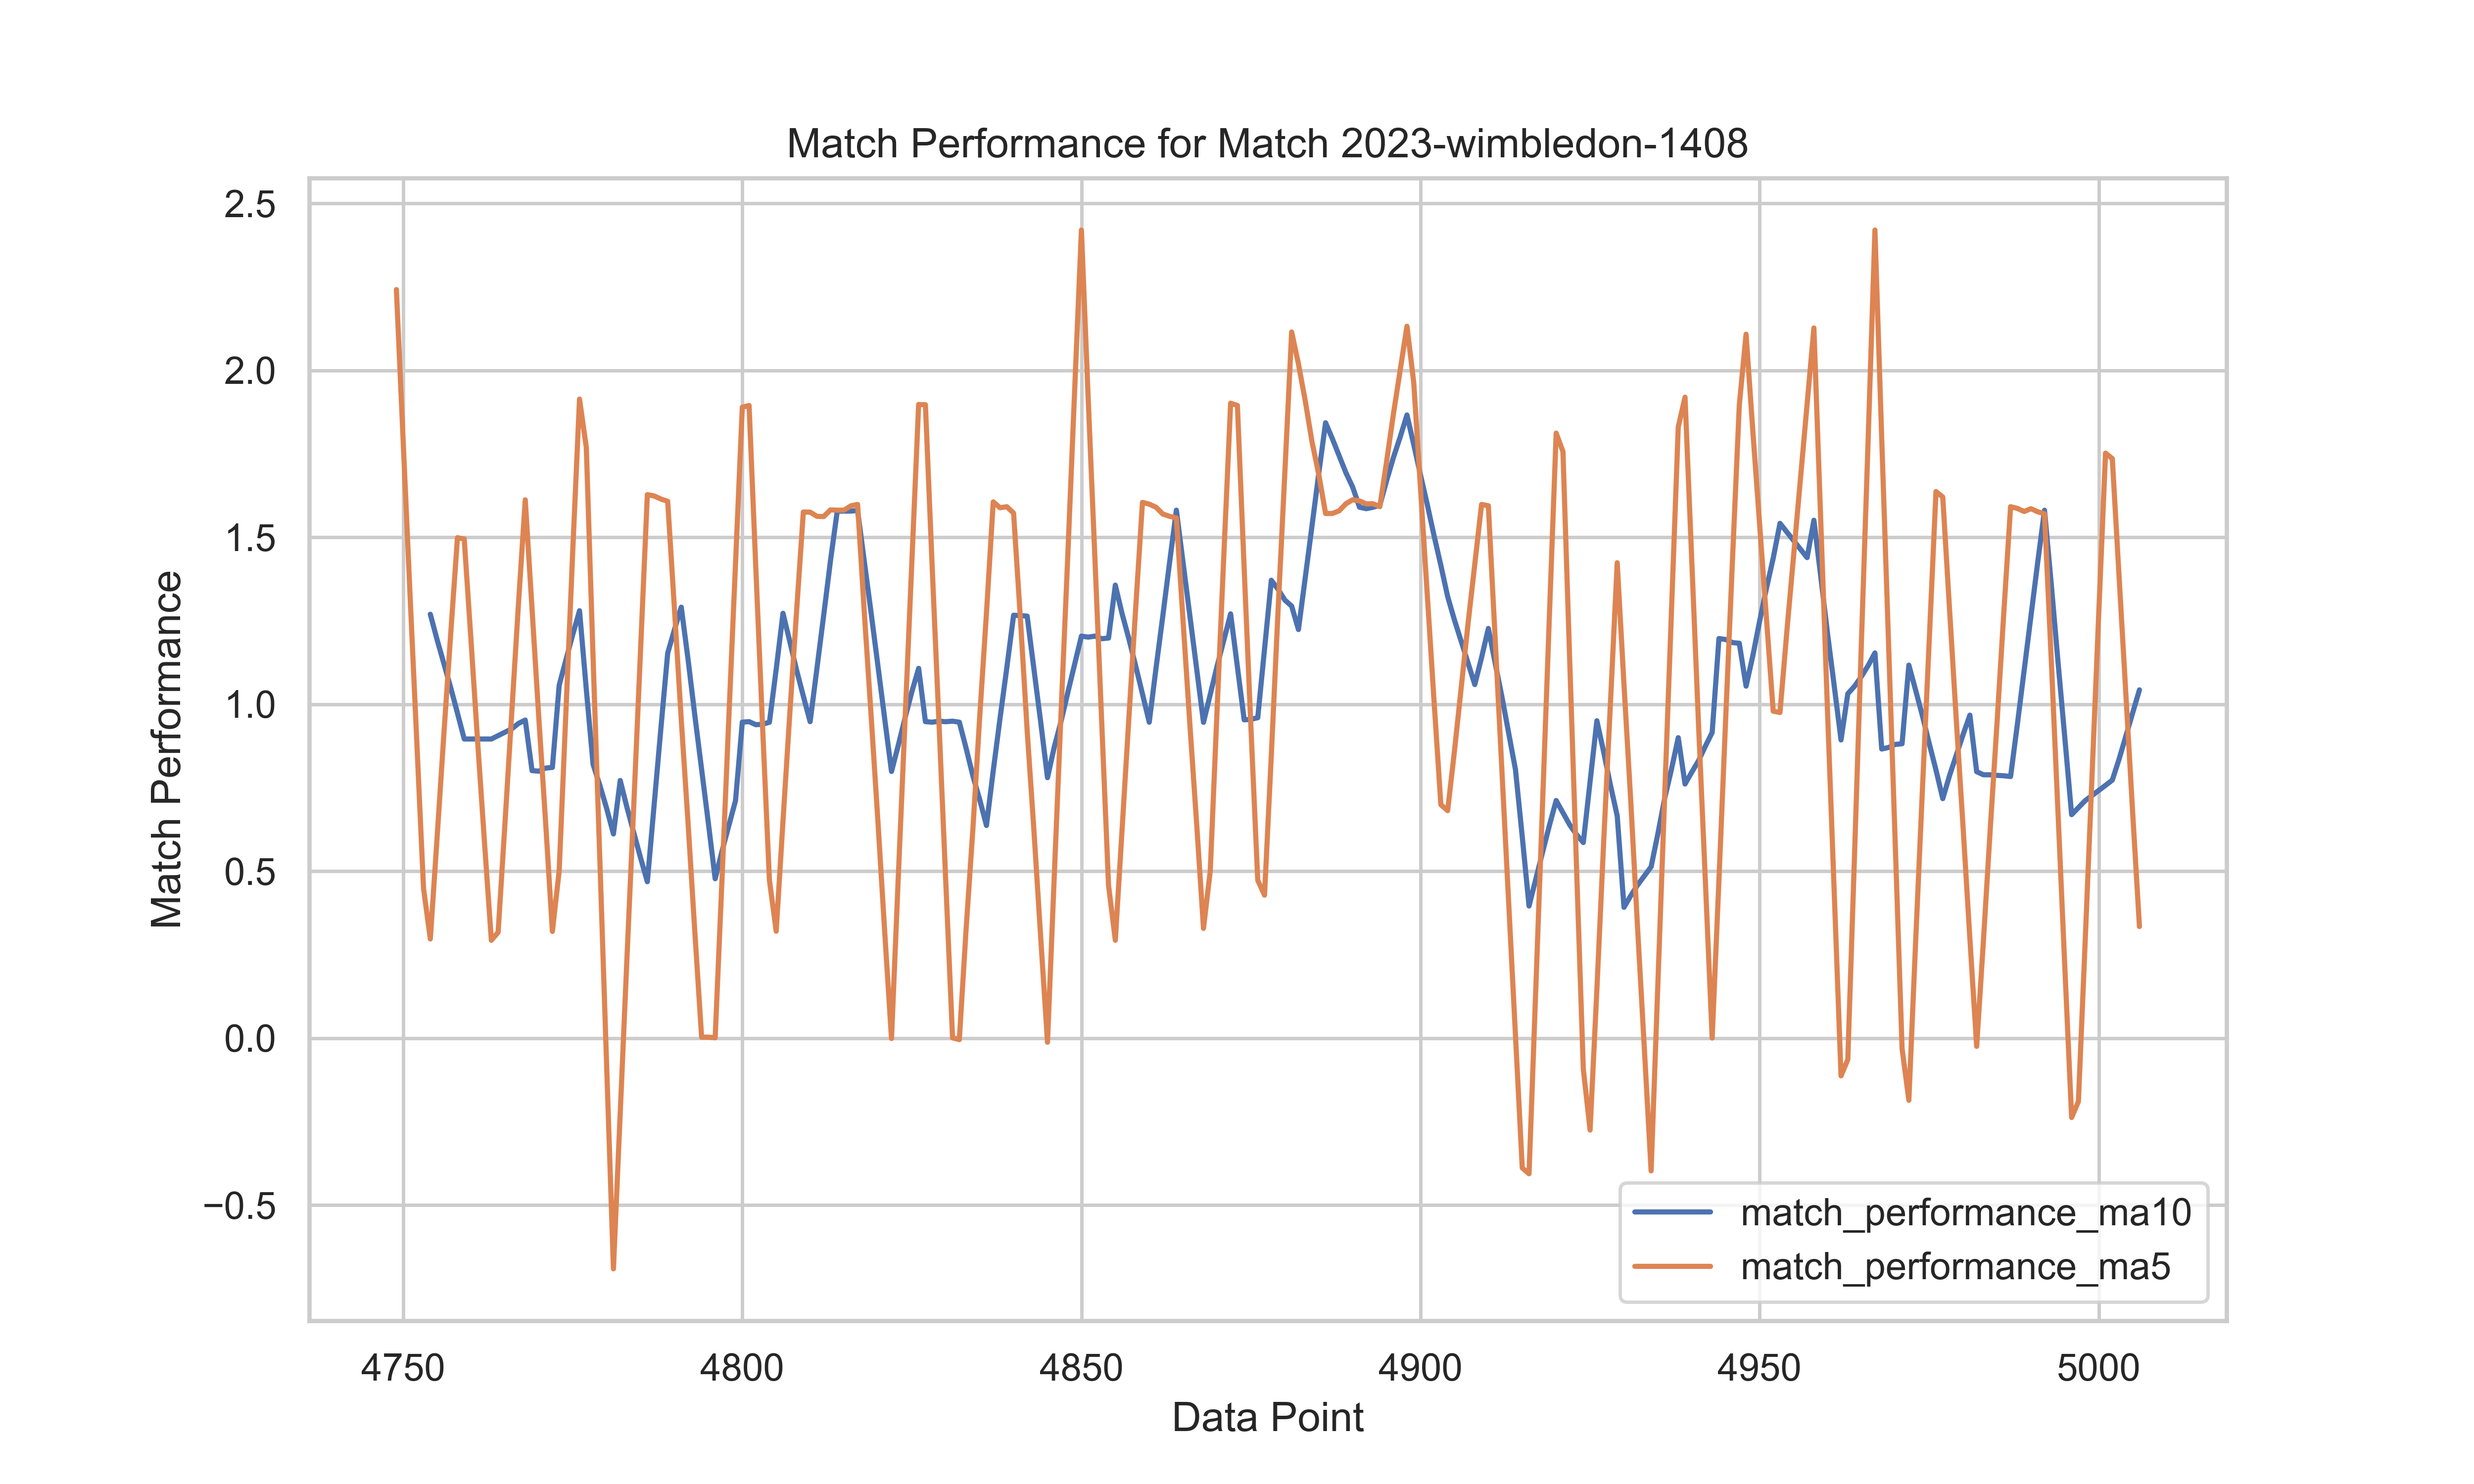 Match Performance for Match 2023-wimbledon-1408
Match Performance
2.5
2.0
1.5
1.0
0.5
0.0
−0.5
4750 4800 4850 4900 4950 5000
Data Point
match_performance_ma10
match_performance_ma5